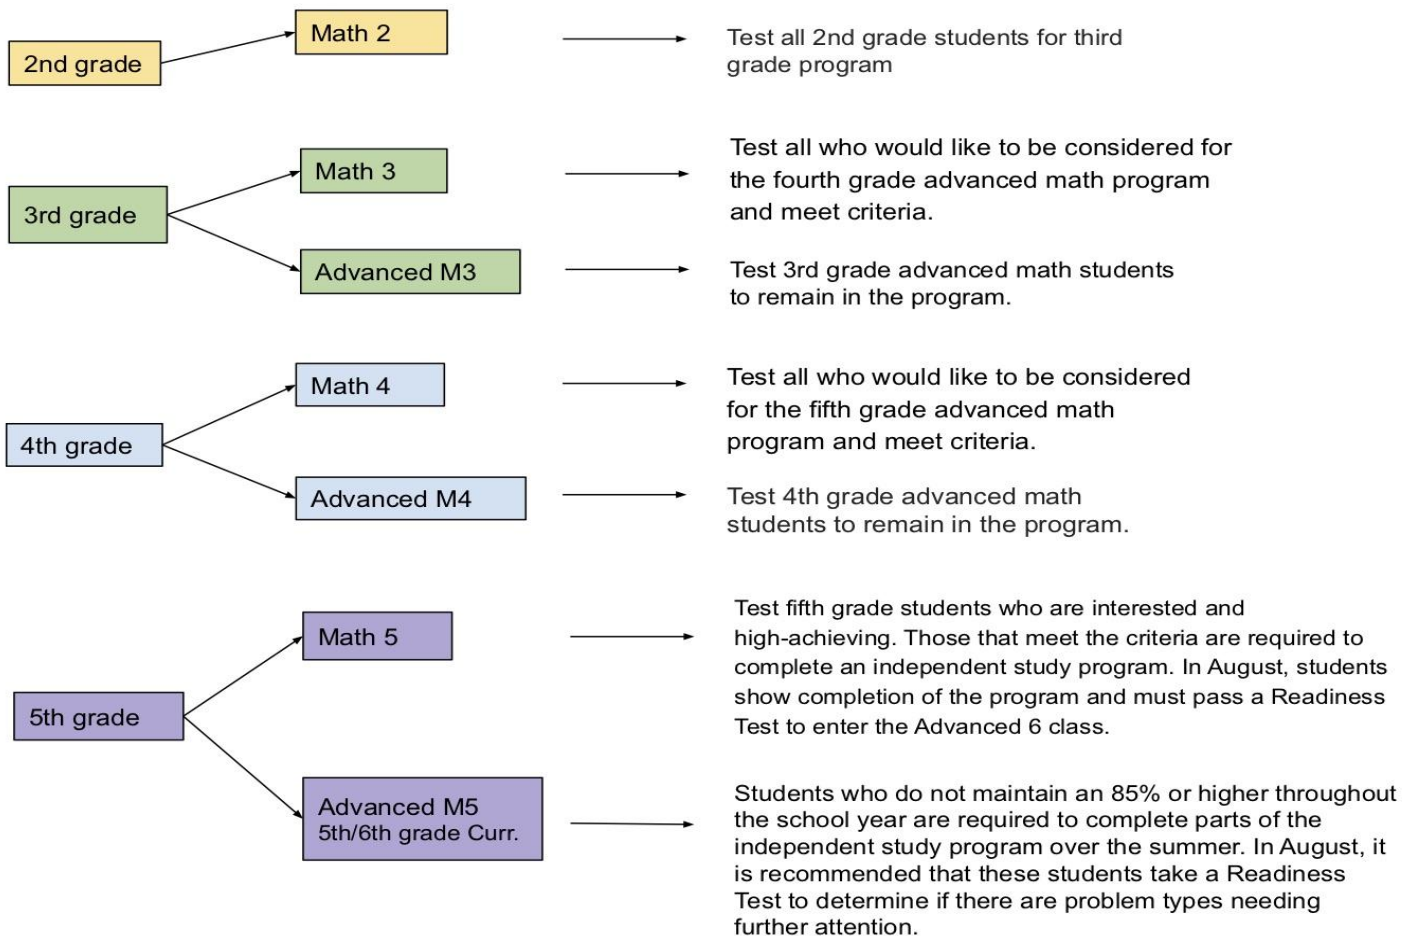 2nd grade
Math 2
Test all 2nd grade students for third
grade program
3rd grade
Math 3
Test all who would like to be considered for
the fourth grade advanced math program
and meet criteria.
Advanced M3
Test 3rd grade advanced math students
to remain in the program.
4th grade
Math 4
Test all who would like to be considered
for the fifth grade advanced math
program and meet criteria.
Advanced M4
Test 4th grade advanced math
students to remain in the program.
5th grade
Math 5
Test fifth grade students who are interested and
high-achieving. Those that meet the criteria are required to
complete an independent study program. In August, students
show completion of the program and must pass a Readiness
Test to enter the Advanced 6 class.
Advanced M5
5th/6th grade Curr.
Students who do not maintain an 85% or higher throughout
the school year are required to complete parts of the
independent study program over the summer. In August, it
is recommended that these students take a Readiness
Test to determine if there are problem types needing
further attention.